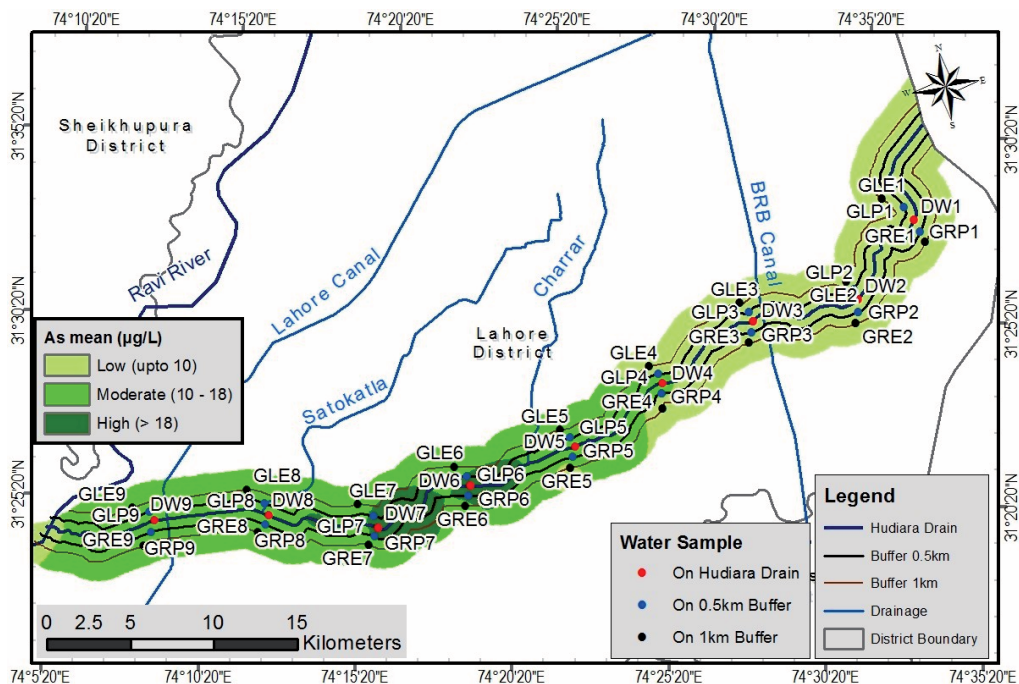 74°10'20"E
74°15'20"E
74°20'20"E
74°25'20"E
74°30'20"E
74°35'20"E
31°35'20"N
31°30'20"N
31°25'20"N
31°30'20"N
31°25'20"N
31°20'20"N
N
W
E
S
Sheikhupura
District
Ravi River
Lahore Canal
Satokatla
Charrar
BRB Canal
Lahore
District
As mean (µg/L)
Low (upto 10)
Moderate (10 - 18)
High (> 18)
GLE1
GLP1
DW1
GRE1
GRP1
GLP2
GLE2
DW2
GRP2
GRE2
GLE3
GLP3
DW3
GRE3
GRP3
GLE4
GLP4
DW4
GRE4
GRP4
GLE5
GLP5
DW5
GRP5
GRE5
GLE6
GLP6
DW6
GRP6
GRE6
GLE7
GLP7
DW7
GRP7
GRE7
GLE8
GLP8
DW8
GRE8
GRP8
GLE9
GLP9
DW9
GRE9
GRP9
0 2.5 5 10 15
Kilometers
Water Sample
On Hudiara Drain
On 0.5km Buffer
On 1km Buffer
Legend
Hudiara Drain
Buffer 0.5km
Buffer 1km
Drainage
District Boundary
74°5'20"E
74°10'20"E
74°15'20"E
74°20'20"E
74°25'20"E
74°30'20"E
74°35'20"E